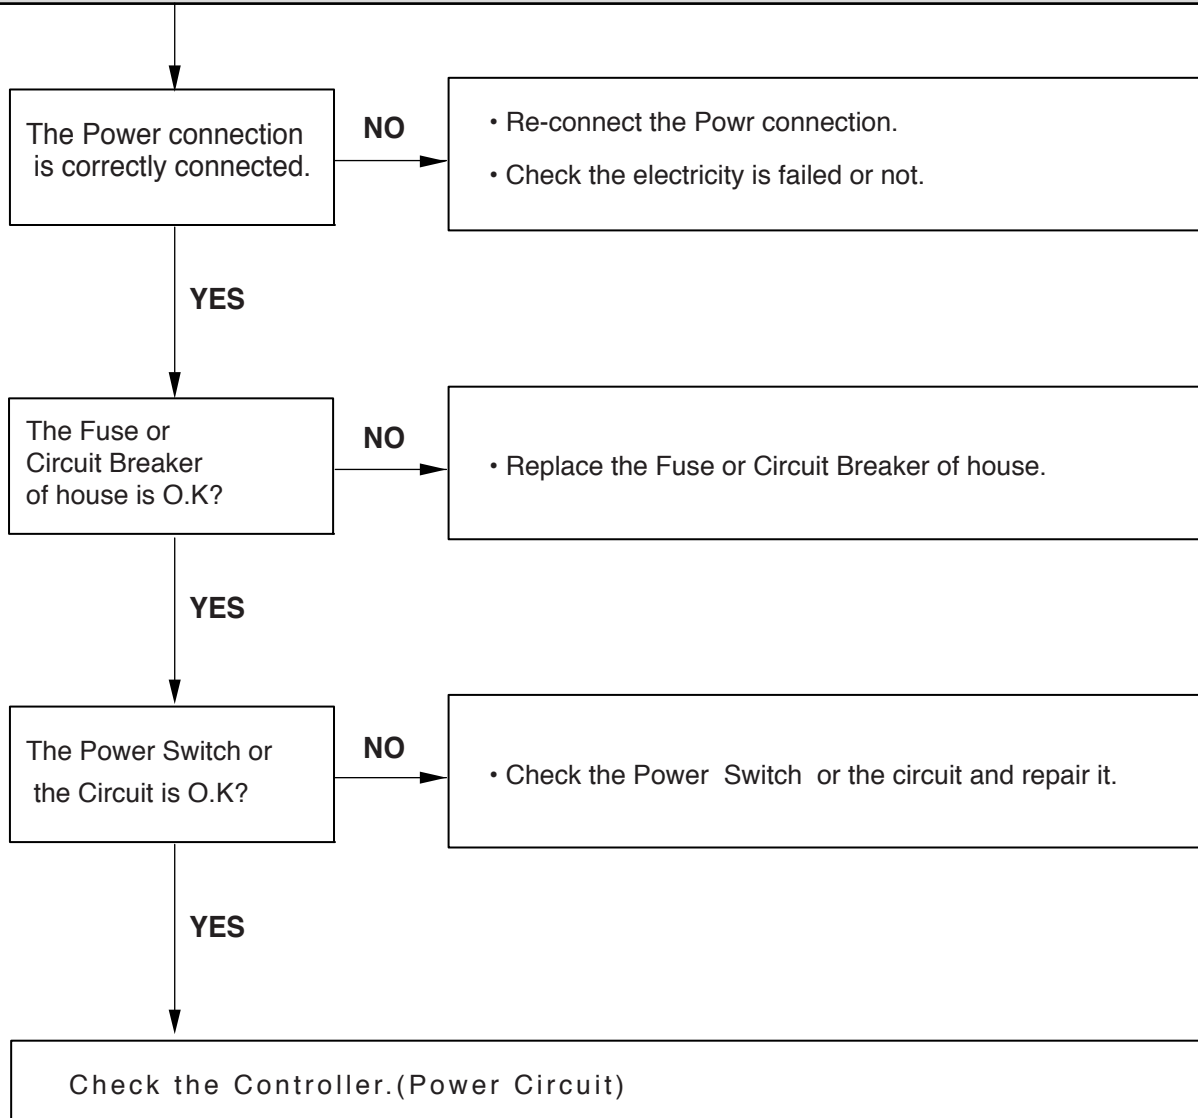 The Power connection
is correctly connected.
NO
• Re-connect the Powr connection.
• Check the electricity is failed or not.
YES
The Fuse or
Circuit Breaker
of house is O.K?
NO
• Replace the Fuse or Circuit Breaker of house.
YES
The Power Switch or
the Circuit is O.K?
NO
• Check the Power Switch or the circuit and repair it.
YES
Check the Controller.(Power Circuit)